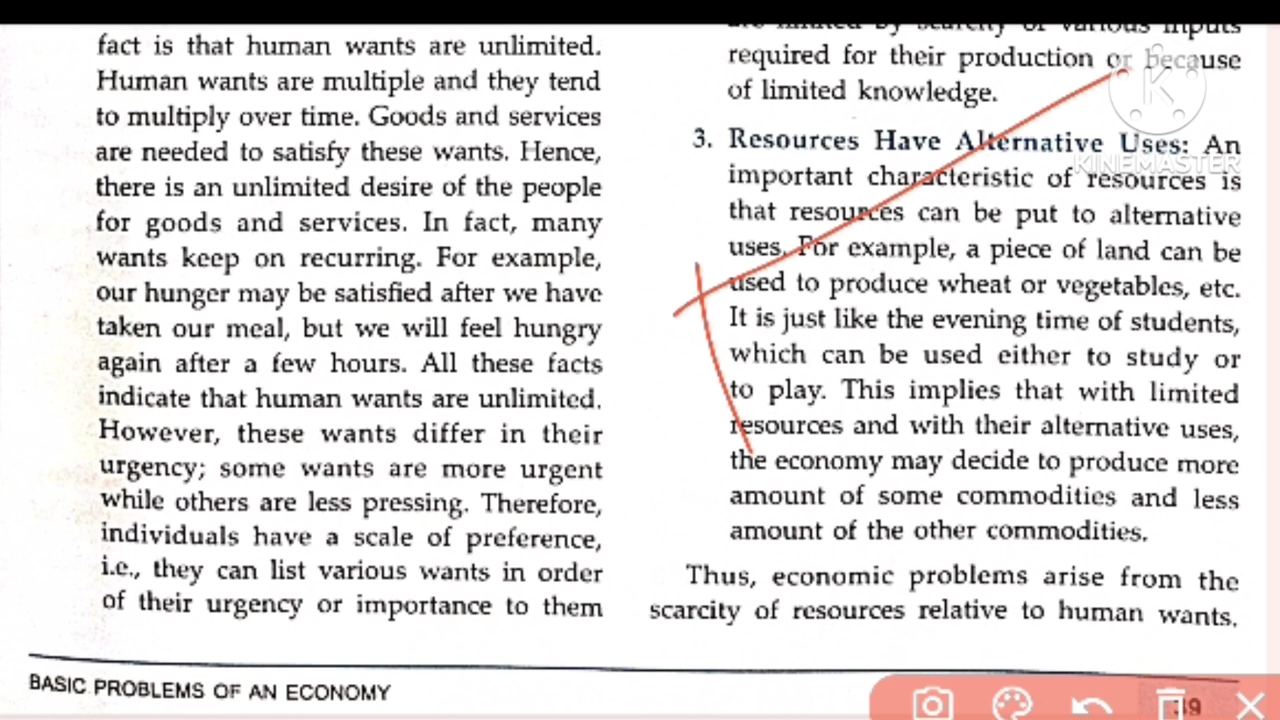 fact is that human wants are unlimited.
Human wants are multiple and they tend
to multiply over time. Goods and services
are needed to satisfy these wants. Hence,
there is an unlimited desire of the people
for goods and services. In fact, many
wants keep on recurring. For example,
our hunger may be satisfied after we have
taken our meal, but we will feel hungry
again after a few hours. All these facts
indicate that human wants are unlimited.
However, these wants differ in their
urgency; some wants are more urgent
while others are less pressing. Therefore,
individuals have a scale of preference,
i.e., they can list various wants in order
of their urgency or importance to them
are limited by scarcity of various inputs
required for their production or because
of limited knowledge.
3. Resources Have Alternative Uses: An
important characteristic of resources is
that resources can be put to alternative
uses. For example, a piece of land can be
used to produce wheat or vegetables, etc.
It is just like the evening time of students,
which can be used either to study or
to play. This implies that with limited
resources and with their alternative uses,
the economy may decide to produce more
amount of some commodities and less
amount of the other commodities.
Thus, economic problems arise from the
scarcity of resources relative to human wants.
BASIC PROBLEMS OF AN ECONOMY
39
K
KINEMASTER